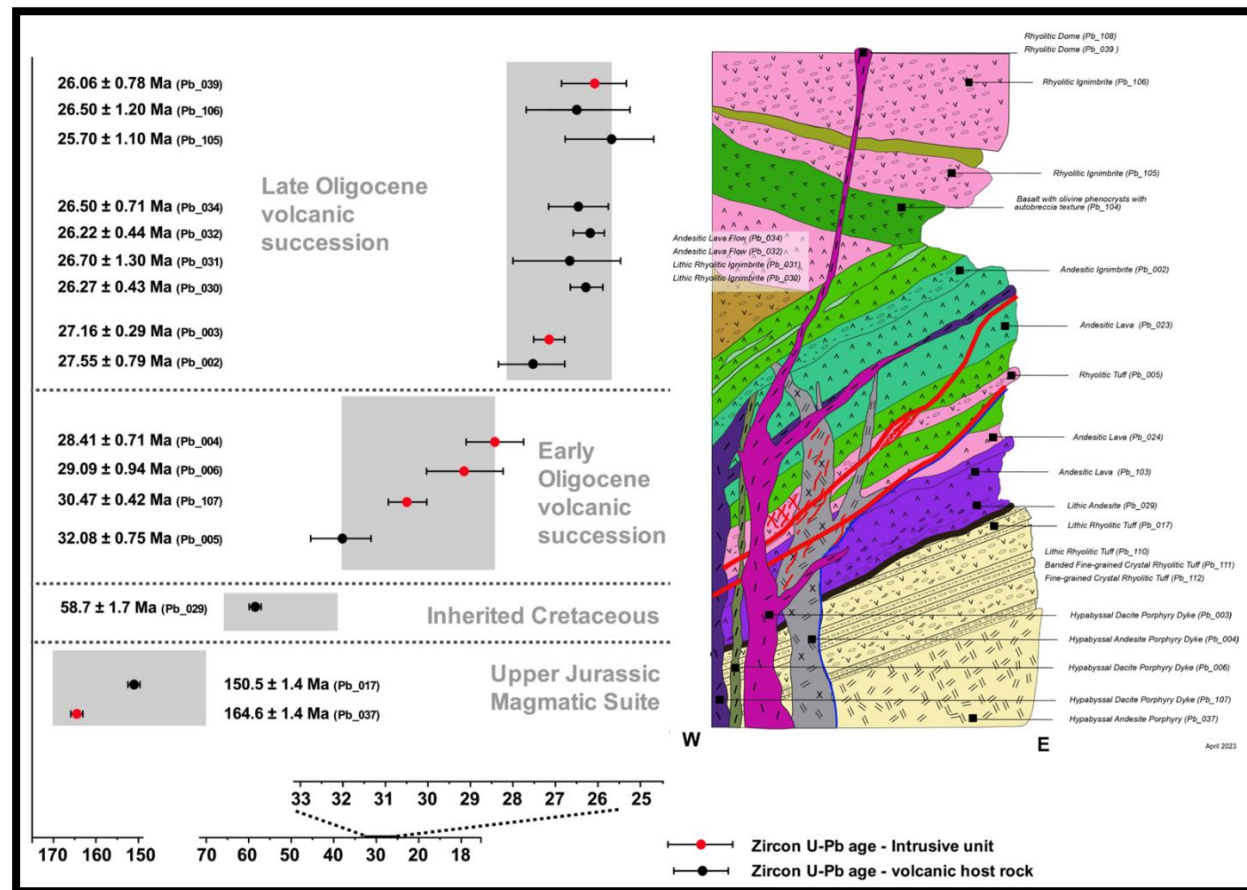 26.06 ± 0.78 Ma (Pb_039)
26.50 ± 1.20 Ma (Pb_106)
25.70 ± 1.10 Ma (Pb_105)
Late Oligocene
volcanic
succession
26.50 ± 0.71 Ma (Pb_034)
26.22 ± 0.44 Ma (Pb_032)
26.70 ± 1.30 Ma (Pb_031)
26.27 ± 0.43 Ma (Pb_030)
27.16 ± 0.29 Ma (Pb_003)
27.55 ± 0.79 Ma (Pb_002)
28.41 ± 0.71 Ma (Pb_004)
29.09 ± 0.94 Ma (Pb_006)
30.47 ± 0.42 Ma (Pb_107)
32.08 ± 0.75 Ma (Pb_005)
Early
Oligocene
volcanic
succession
58.7 ± 1.7 Ma (Pb_029)
Inherited Cretaceous
150.5 ± 1.4 Ma (Pb_017)
164.6 ± 1.4 Ma (Pb_037)
Upper Jurassic
Magmatic Suite
33 32 31 30 29 28 27 26 25
170 160 150 70 60 50 40 30 18
Rhyolitic Dome (Pb_108)
Rhyolitic Dome (Pb_039 )
Rhyolitic Ignimbrite (Pb_106)
Rhyolitic Ignimbrite (Pb_105)
Basalt with olivine phenocrysts with
autobreccia texture (Pb_104)
Andesitic Lava Flow (Pb_034)
Andesitic Lava Flow (Pb_032)
Lithic Rhyolitic Ignimbrite (Pb_031)
Lithic Rhyolitic Ignimbrite (Pb_030)
Andesitic Ignimbrite (Pb_002)
Andesitic Lava (Pb_023)
Rhyolitic Tuff (Pb_005)
Andesitic Lava (Pb_024)
Andesitic Lava (Pb_103)
Lithic Andesite (Pb_029)
Lithic Rhyolitic Tuff (Pb_017)
Lithic Rhyolitic Tuff (Pb_110)
Banded Fine-grained Crystal Rhyolitic Tuff (Pb_111)
Fine-grained Crystal Rhyolitic Tuff (Pb_112)
Hypabyssal Dacite Porphyry Dyke (Pb_003)
Hypabyssal Andesite Porphyry Dyke (Pb_004)
Hypabyssal Dacite Porphyry Dyke (Pb_006)
Hypabyssal Dacite Porphyry Dyke (Pb_107)
Hypabyssal Andesite Porphyry (Pb_037)
W E
April 2023
Zircon U-Pb age - Intrusive unit
Zircon U-Pb age - volcanic host rock